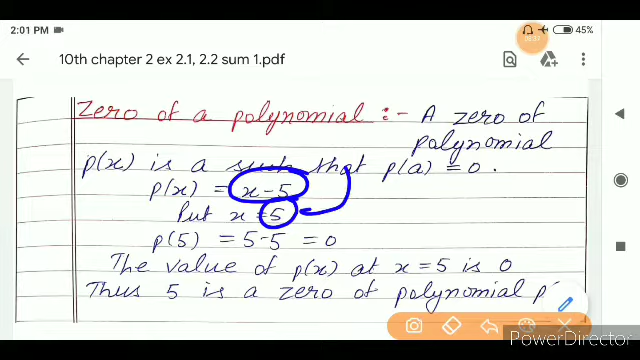 2:01 PM
45%
10th chapter 2 ex 2.1, 2.2 sum 1.pdf
Zero of a polynomial :- A zero of
polynomial
p(x) is a such that p(a) = 0.
p(x) = x - 5
Put x = 5
p(5) = 5 - 5 = 0
The value of p(x) at x = 5 is 0
Thus 5 is a zero of polynomial p
Made With
PowerDirector